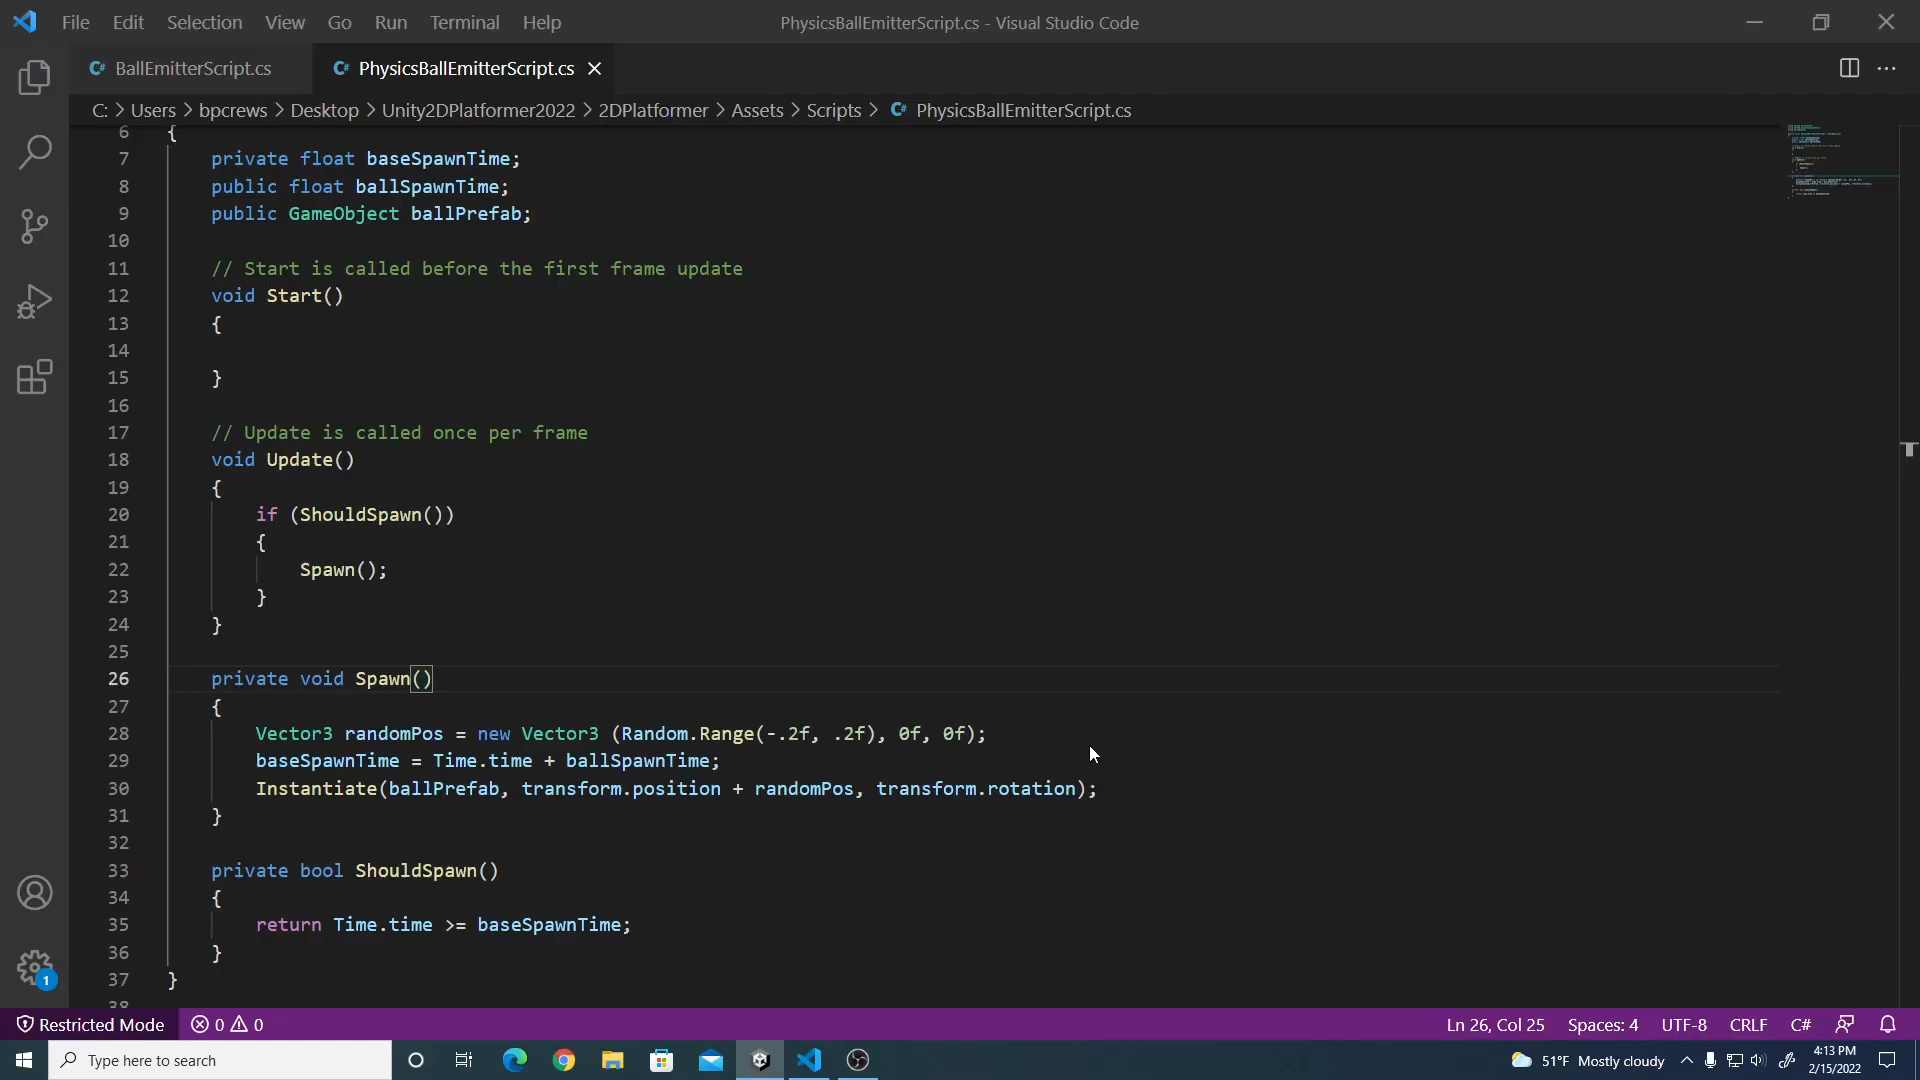 File Edit Selection View Go Run Terminal Help PhysicsBallEmitterScript.cs - Visual Studio Code
C# BallEmitterScript.cs C# PhysicsBallEmitterScript.cs
C: > Users > bpcrews > Desktop > Unity2DPlatformer2022 > 2DPlatformer > Assets > Scripts > C# PhysicsBallEmitterScript.cs
6 {
7 private float baseSpawnTime;
8 public float ballSpawnTime;
9 public GameObject ballPrefab;
10
11 // Start is called before the first frame update
12 void Start()
13 {
14
15 }
16
17 // Update is called once per frame
18 void Update()
19 {
20 if (ShouldSpawn())
21 {
22 Spawn();
23 }
24 }
25
26 private void Spawn()
27 {
28 Vector3 randomPos = new Vector3 (Random.Range(-.2f, .2f), 0f, 0f);
29 baseSpawnTime = Time.time + ballSpawnTime;
30 Instantiate(ballPrefab, transform.position + randomPos, transform.rotation);
31 }
32
33 private bool ShouldSpawn()
34 {
35 return Time.time >= baseSpawnTime;
36 }
37 }
38
1
Restricted Mode 0 0 Ln 26, Col 25 Spaces: 4 UTF-8 CRLF C#
Type here to search 51°F Mostly cloudy 4:13 PM
2/15/2022